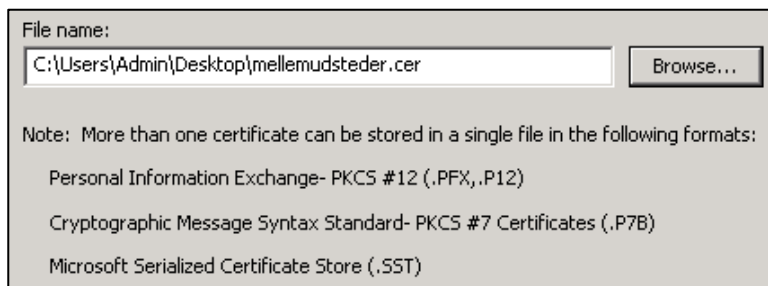 File name:
C:\Users\Admin\Desktop\mellemudsteder.cer
Browse...
Note:  More than one certificate can be stored in a single file in the following formats:
Personal Information Exchange- PKCS #12 (.PFX,.P12)
Cryptographic Message Syntax Standard- PKCS #7 Certificates (.P7B)
Microsoft Serialized Certificate Store (.SST)